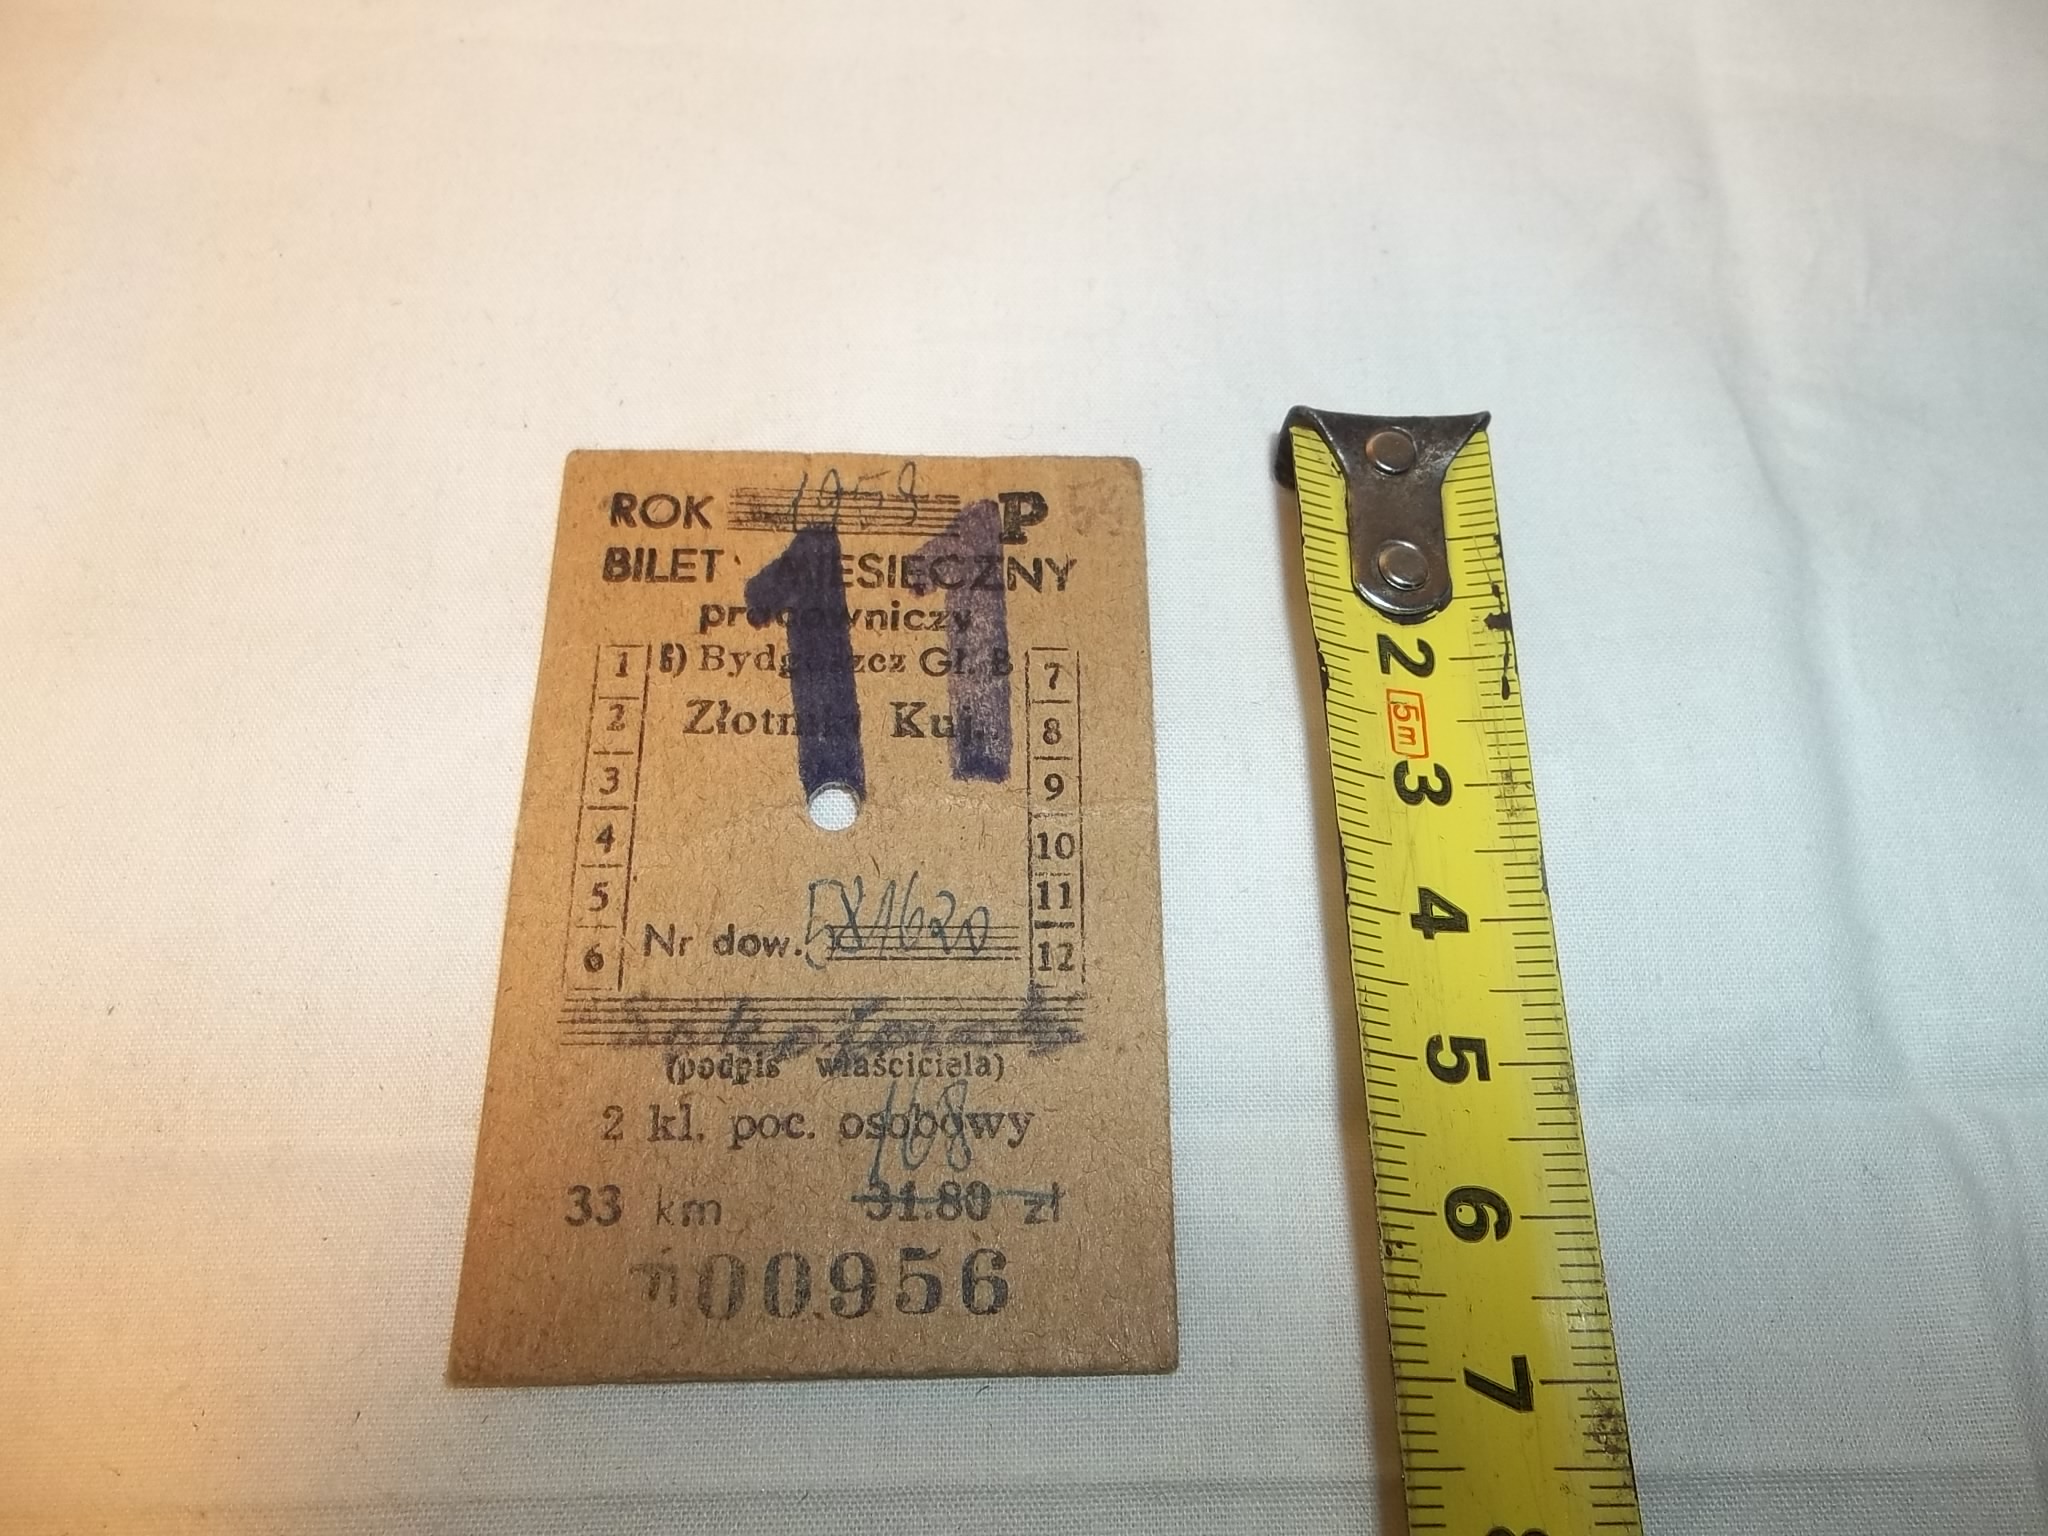 ROK 1958 P
BILET MIESIĘCZNY
pracowniczy
11
1 Bydgoszcz Gł. B 7
2 Złotniki Kuj. 8
3 9
4 10
5 11
6 Nr dow. 581620 12
(podpis właściciela)
168
2 kl. poc. osobowy
33 km 31.80 zł
00956
2
5m
3
4
5
6
7
8